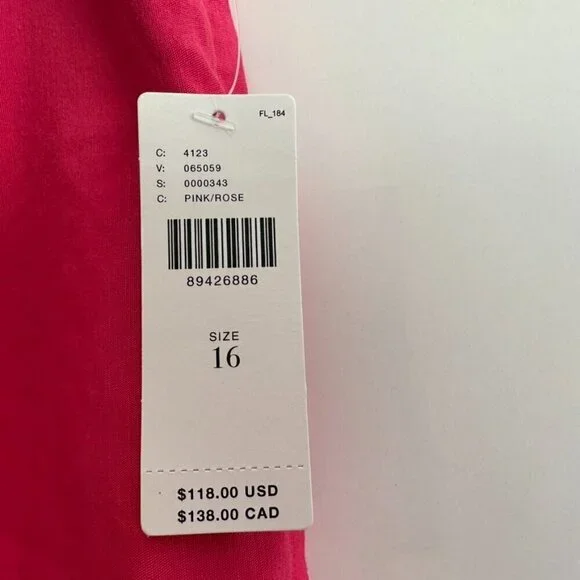 FL_184
C: 4123
V: 065059
S: 0000343
C: PINK/ROSE
89426886
SIZE
16
$118.00 USD
$138.00 CAD